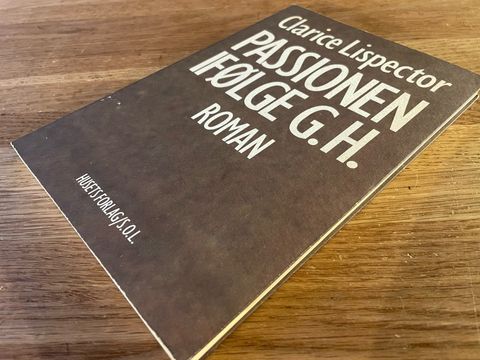 Clarice Lispector
PASSIONEN
IFØLGE G.H.
ROMAN
HUSETS FORLAG/S.O.L.